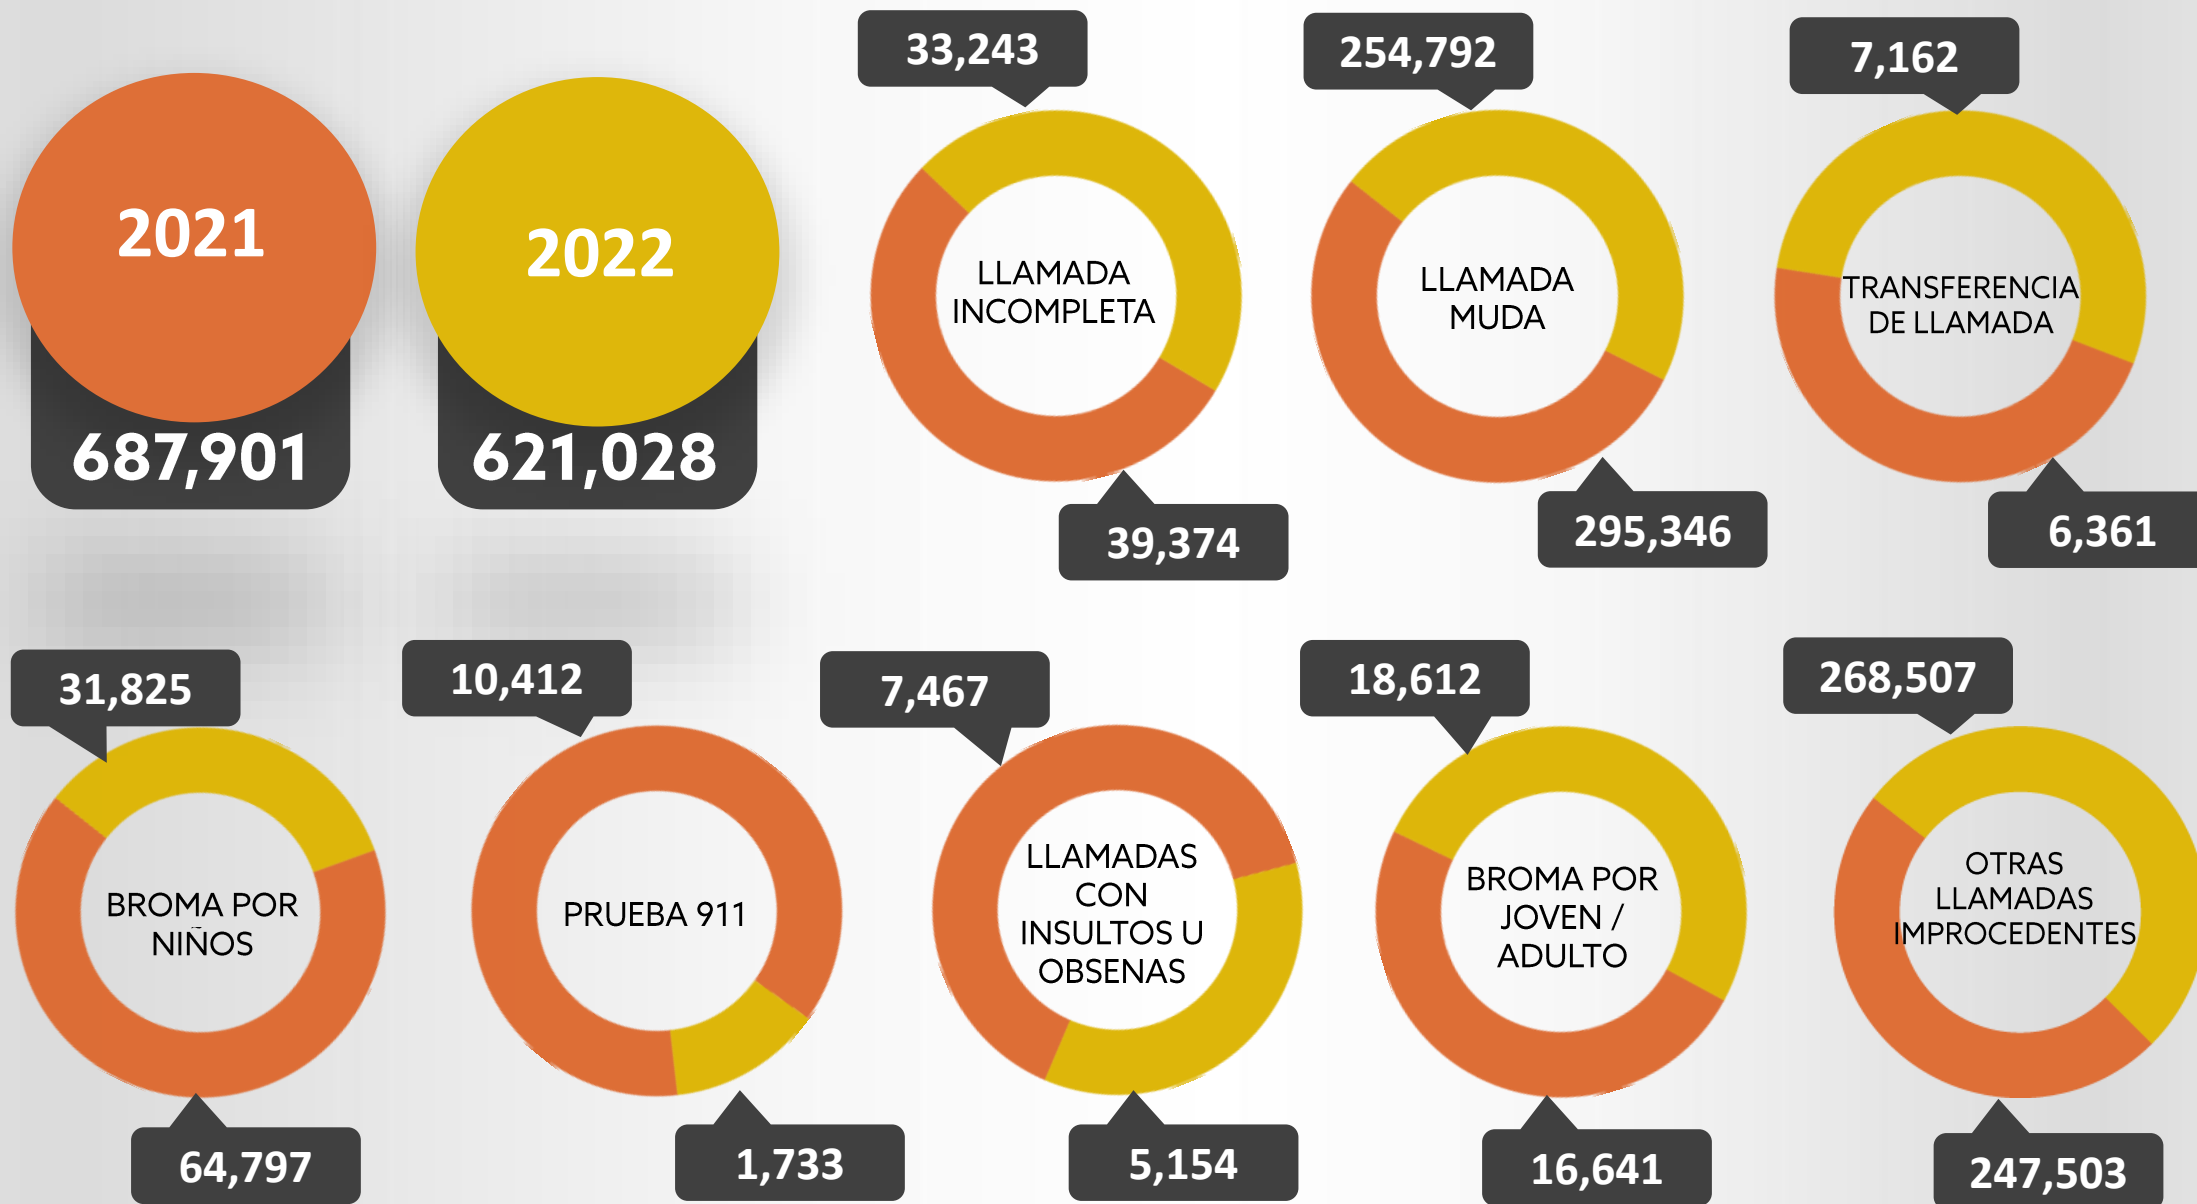 2021
687,901
2022
621,028
33,243
LLAMADA
INCOMPLETA
39,374
254,792
LLAMADA
MUDA
295,346
7,162
TRANSFERENCIA
DE LLAMADA
6,361
31,825
BROMA POR
NIÑOS
64,797
10,412
PRUEBA 911
1,733
7,467
LLAMADAS
CON
INSULTOS U
OBSENAS
5,154
18,612
BROMA POR
JOVEN /
ADULTO
16,641
268,507
OTRAS
LLAMADAS
IMPROCEDENTES
247,503